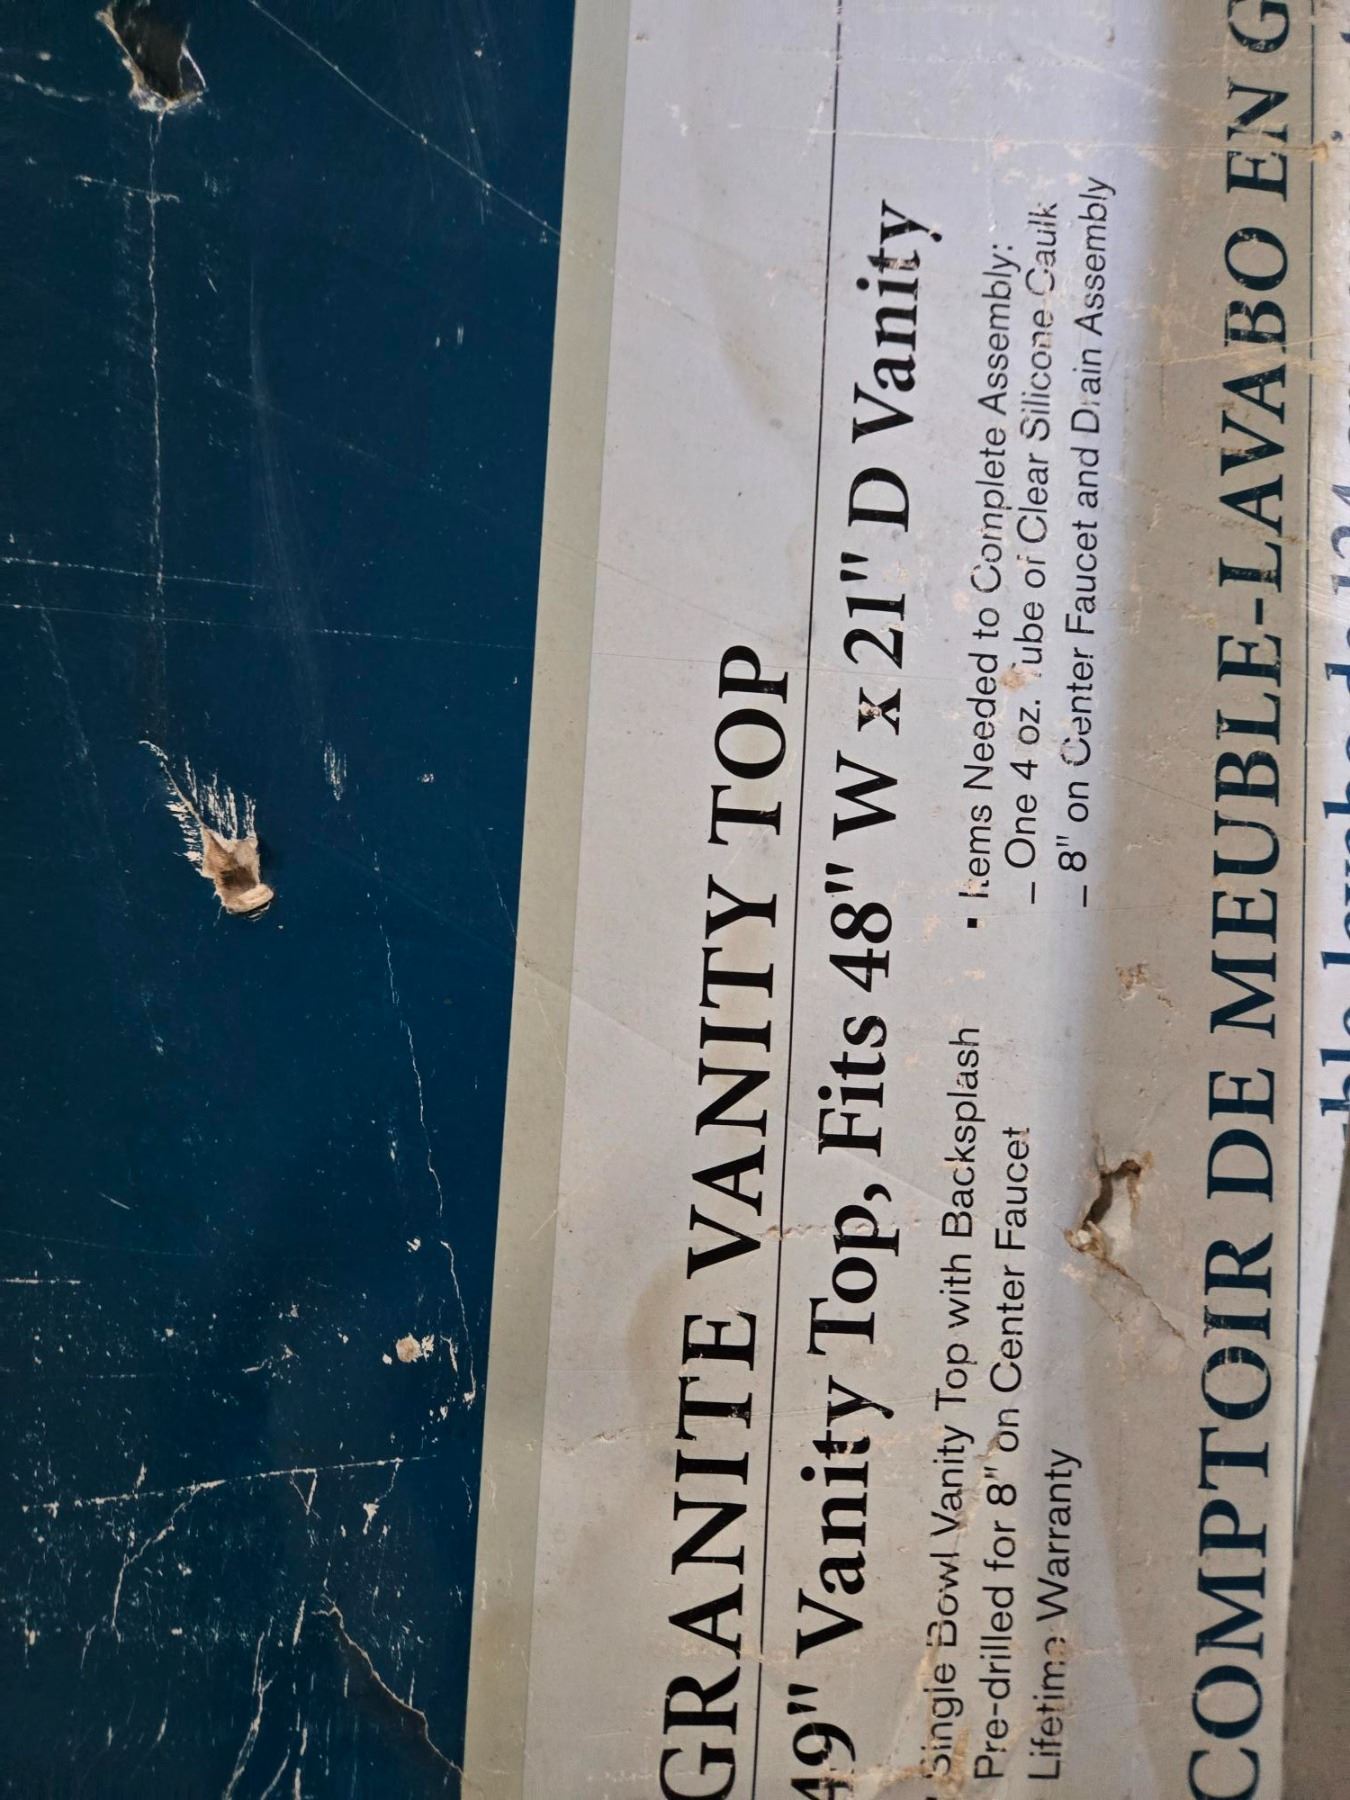 GRANITE VANITY TOP
49" Vanity Top, Fits 48" W x 21" D Vanity
Single Bowl Vanity Top with Backsplash
Pre-drilled for 8" on Center Faucet
Lifetime Warranty
▪ Items Needed to Complete Assembly:
– One 4 oz. Tube of Clear Silicone Caulk
– 8" on Center Faucet and Drain Assembly
COMPTOIR DE MEUBLE-LAVABO EN G